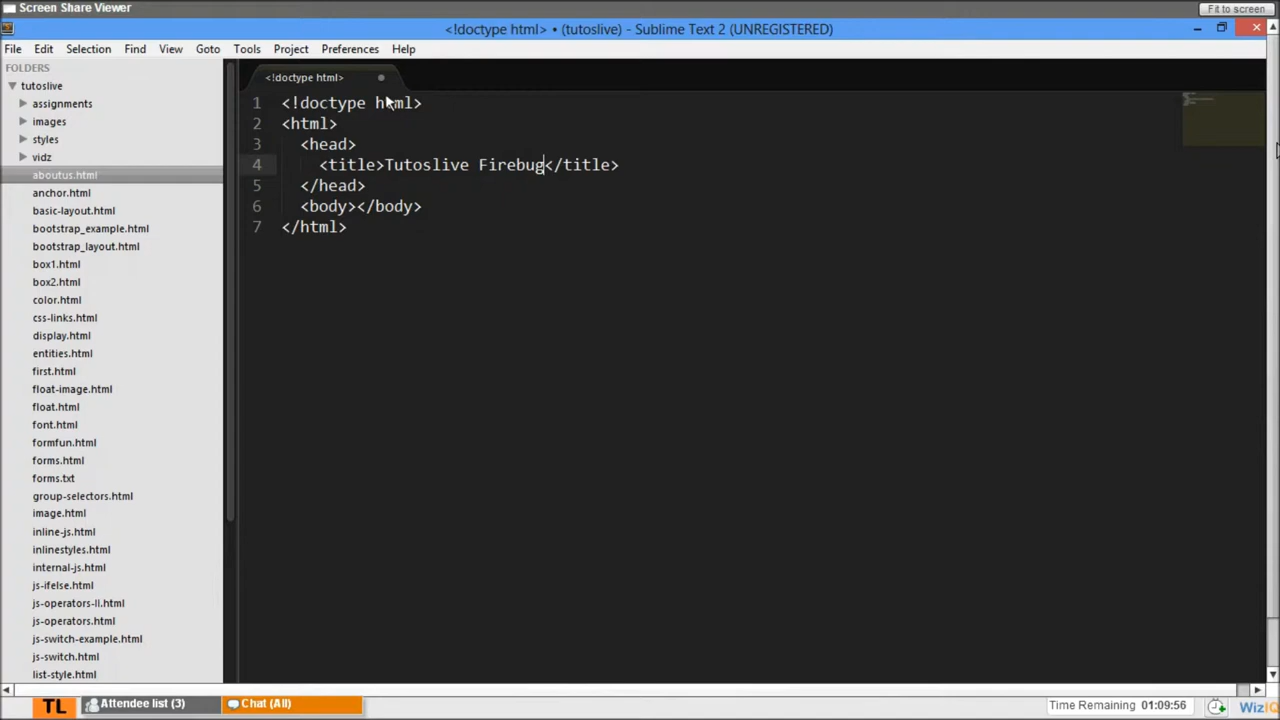 Screen Share Viewer
Fit to screen
<!doctype html> • (tutoslive) - Sublime Text 2 (UNREGISTERED)
File Edit Selection Find View Goto Tools Project Preferences Help
FOLDERS
tutoslive
assignments
images
styles
vidz
aboutus.html
anchor.html
basic-layout.html
bootstrap_example.html
bootstrap_layout.html
box1.html
box2.html
color.html
css-links.html
display.html
entities.html
first.html
float-image.html
float.html
font.html
formfun.html
forms.html
forms.txt
group-selectors.html
image.html
inline-js.html
inlinestyles.html
internal-js.html
js-ifelse.html
js-operators-II.html
js-operators.html
js-switch-example.html
js-switch.html
list-style.html
<!doctype html>
1 <!doctype html>
2 <html>
3 <head>
4 <title>Tutoslive Firebug</title>
5 </head>
6 <body></body>
7 </html>
TL Attendee list (3) Chat (All) Time Remaining 01:09:56 WizIQ